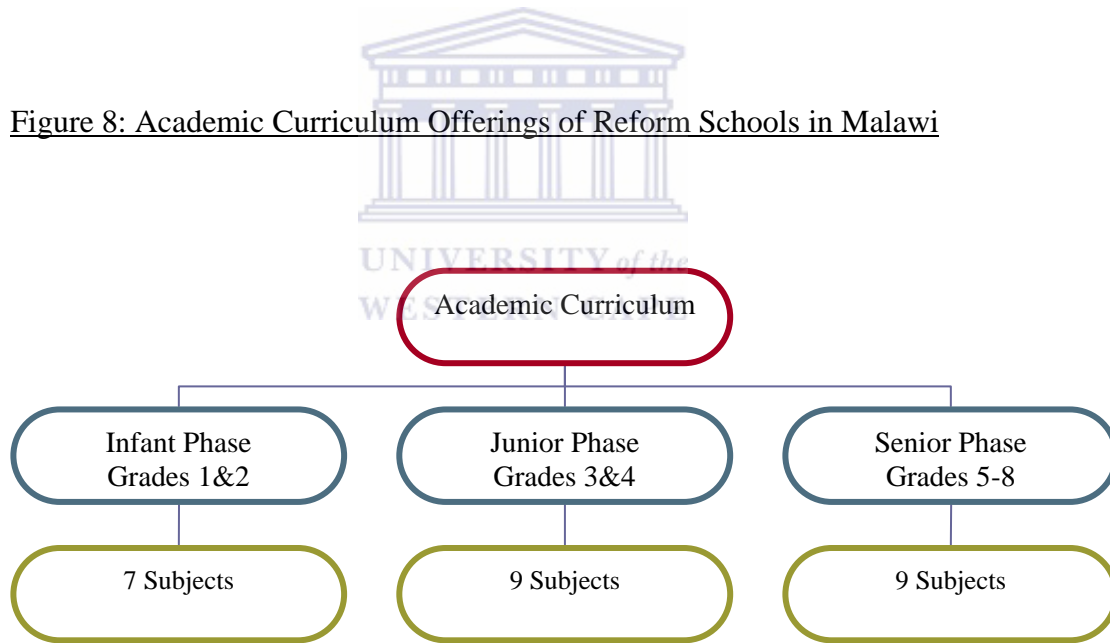 Figure 8: Academic Curriculum Offerings of Reform Schools in Malawi
UNIVERSITY of the
WESTERN CAPE
Academic Curriculum
Infant Phase
Grades 1&2
Junior Phase
Grades 3&4
Senior Phase
Grades 5-8
7 Subjects
9 Subjects
9 Subjects